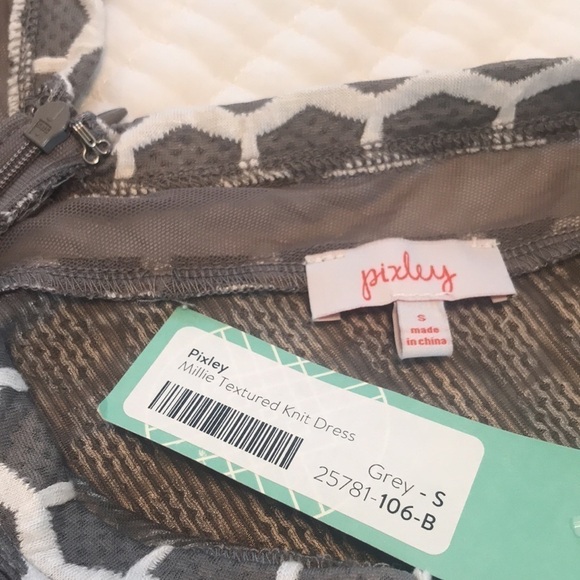 pixley
S
made
in china
Pixley
Millie Textured Knit Dress
Grey - S
25781-106-B